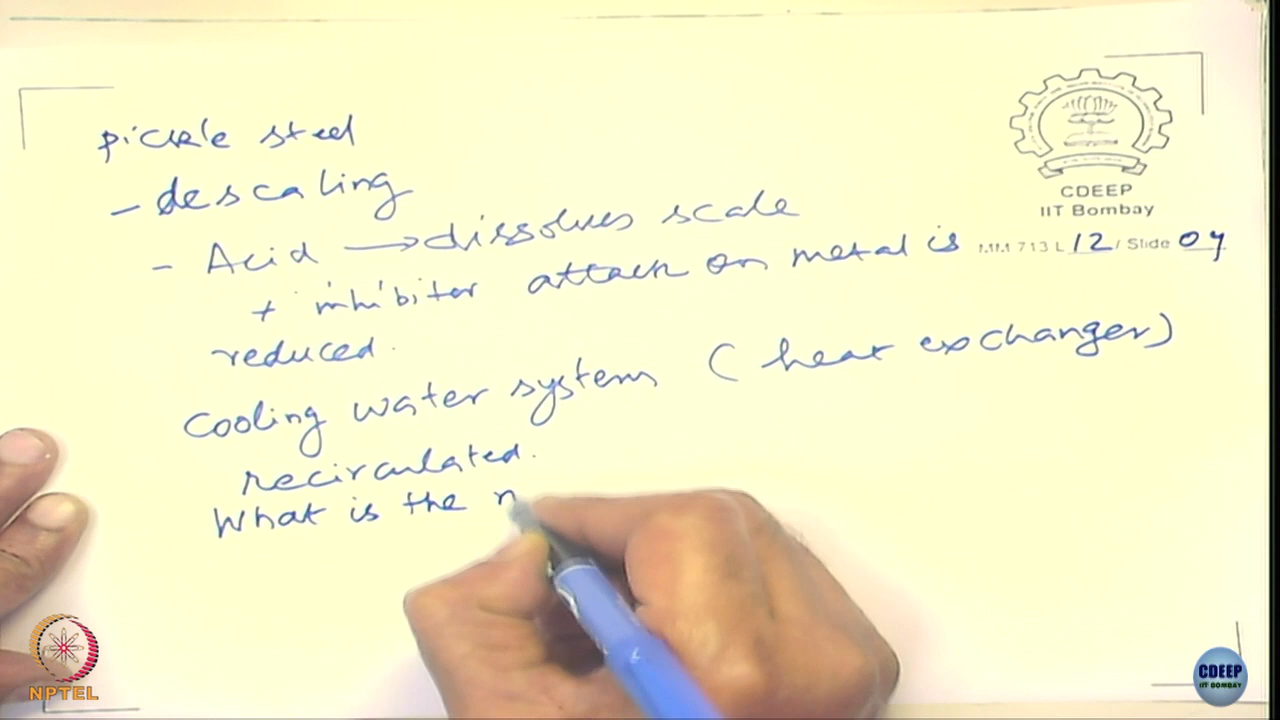 pickle steel
- descaling
- Acid → dissolves scale
+ inhibitor attack on metal is
reduced.
Cooling water system (heat exchanger)
recirculated.
What is the n
CDEEP
IIT Bombay
MM 713 L 12 / Slide 04
NPTEL
CDEEP
IIT BOMBAY